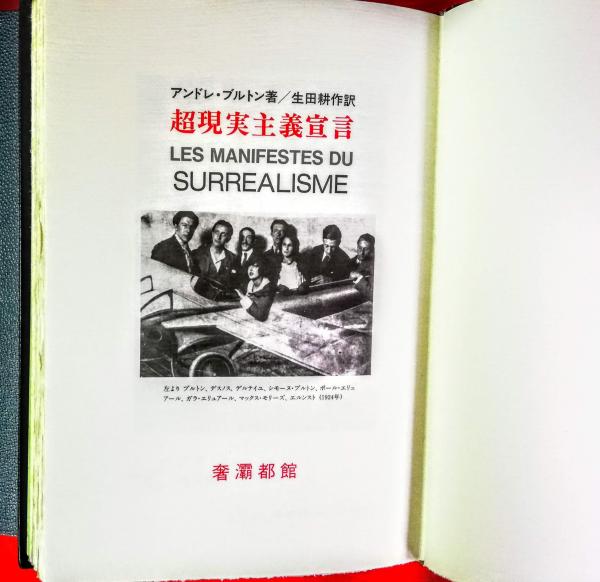 アンドレ・ブルトン著／生田耕作訳
超現実主義宣言
LES MANIFESTES DU
SURREALISME
左より ブルトン、デスノス、デルテイユ、シモーヌ・ブルトン、ポール・エリュ
アール、ガラ・エリュアール、マックス・モリーズ、エルンスト (1924年)
奢灞都館